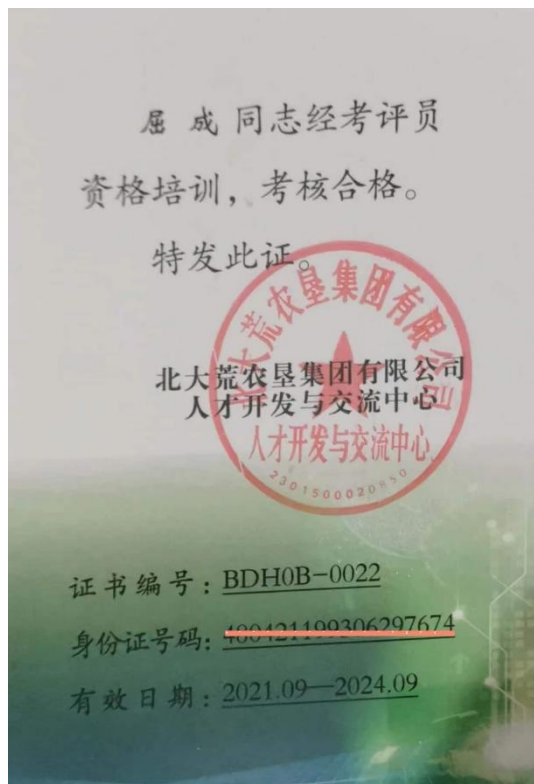 屈 成 同志经考评员
资格培训，考核合格。
特发此证。
北大荒农垦集团有限公司
人才开发与交流中心
北大荒农垦集团有限公司
人才开发与交流中心
2301500020850
证书编号：BDH0B-0022
身份证号码：
有效日期：2021.09—2024.09